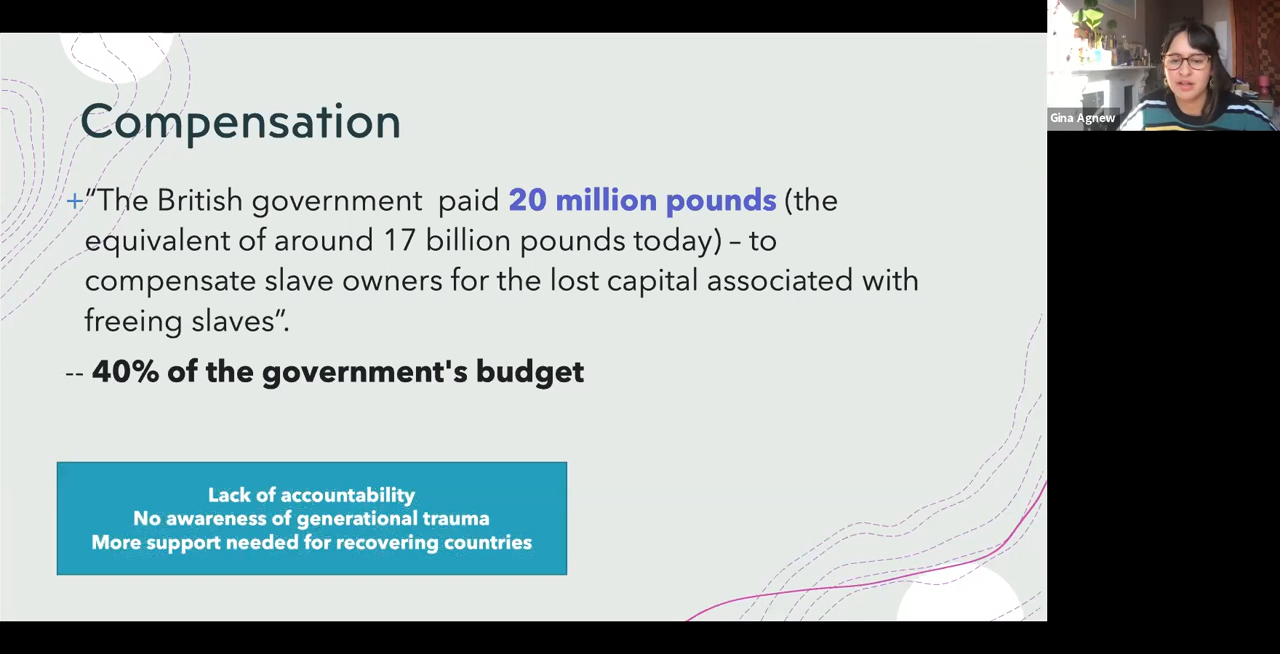 Compensation
+"The British government  paid 20 million pounds (the
equivalent of around 17 billion pounds today) – to
compensate slave owners for the lost capital associated with
freeing slaves".
-- 40% of the government's budget
Lack of accountability
No awareness of generational trauma
More support needed for recovering countries
Gina Agnew